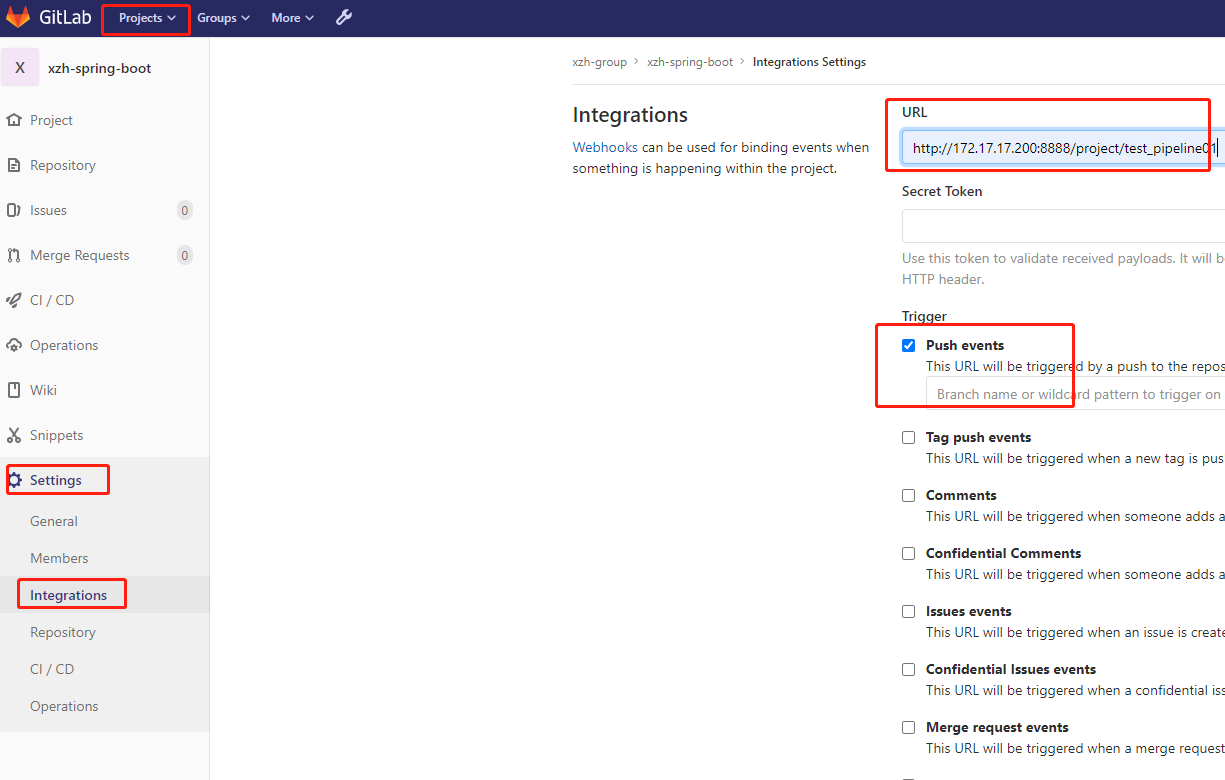 GitLab Projects Groups More
X xzh-spring-boot
Project
Repository
Issues 0
Merge Requests 0
CI / CD
Operations
Wiki
Snippets
Settings
General
Members
Integrations
Repository
CI / CD
Operations
xzh-group > xzh-spring-boot > Integrations Settings
Integrations
Webhooks can be used for binding events when
something is happening within the project.
URL
http://172.17.17.200:8888/project/test_pipeline01
Secret Token
Use this token to validate received payloads. It will
HTTP header.
Trigger
Push events
This URL will be triggered by a push to the
Branch name or wildcard pattern to trigger on
Tag push events
This URL will be triggered when a new tag is
Comments
This URL will be triggered when someone adds
Confidential Comments
This URL will be triggered when someone adds
Issues events
This URL will be triggered when an issue is
Confidential Issues events
This URL will be triggered when a confidential
Merge request events
This URL will be triggered when a merge request